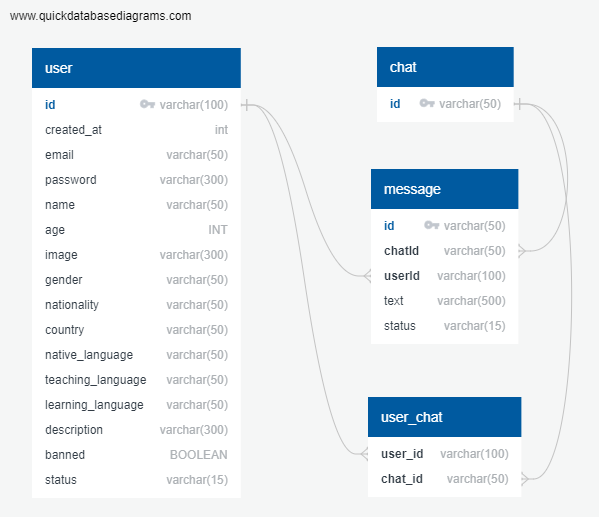 www.quickdatabasediagrams.com
user
id varchar(100)
created_at int
email varchar(50)
password varchar(300)
name varchar(50)
age INT
image varchar(300)
gender varchar(50)
nationality varchar(50)
country varchar(50)
native_language varchar(50)
teaching_language varchar(50)
learning_language varchar(50)
description varchar(300)
banned BOOLEAN
status varchar(15)
chat
id varchar(50)
message
id varchar(50)
chatId varchar(50)
userId varchar(100)
text varchar(500)
status varchar(15)
user_chat
user_id varchar(100)
chat_id varchar(50)